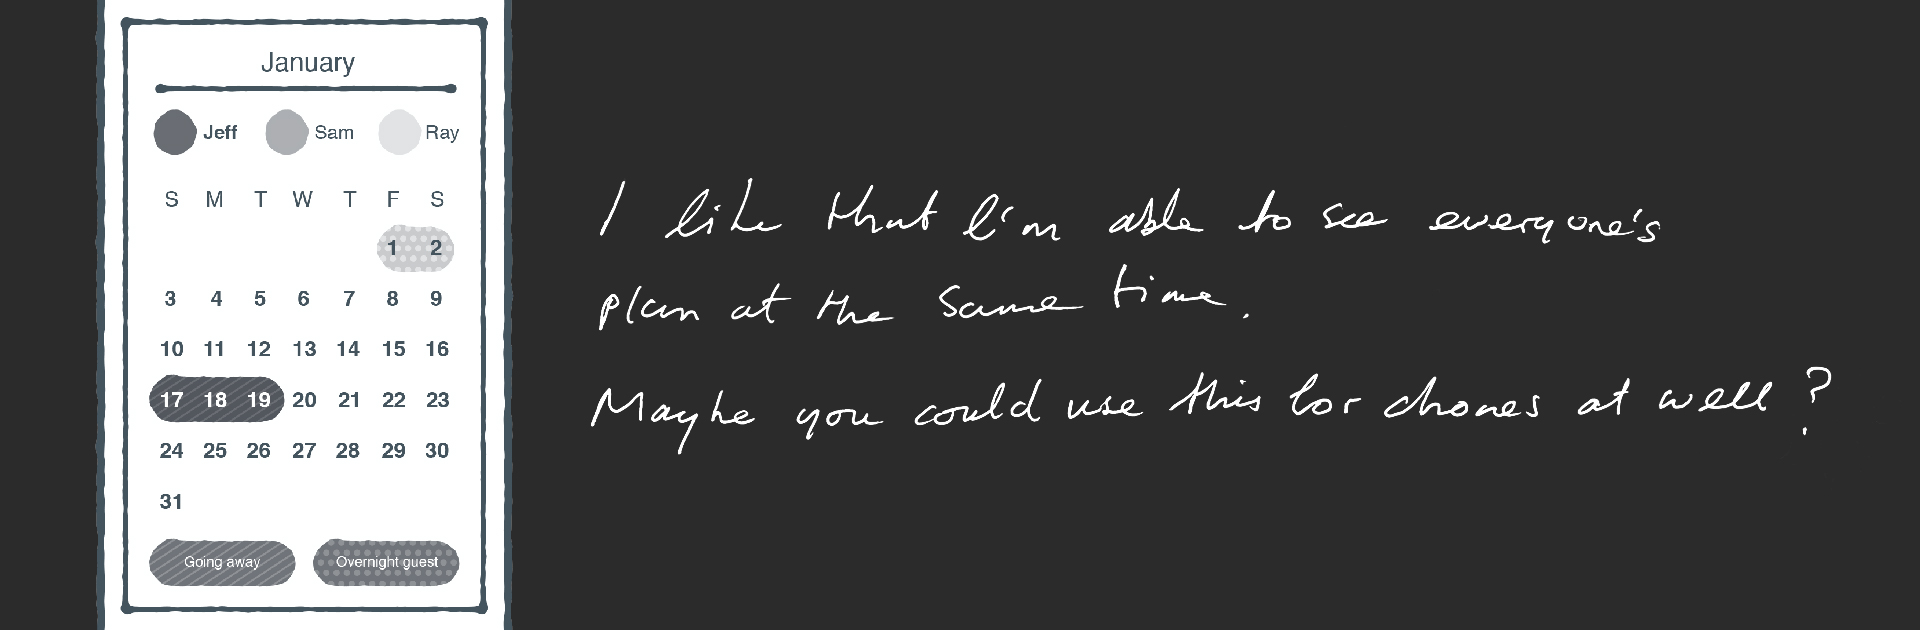 January
Jeff Sam Ray
S M T W T F S
1 2
3 4 5 6 7 8 9
10 11 12 13 14 15 16
17 18 19 20 21 22 23
24 25 26 27 28 29 30
31
Going away Overnight guest
I like that I'm able to see everyone's
plan at the same time.
Maybe you could use this for chores at well?